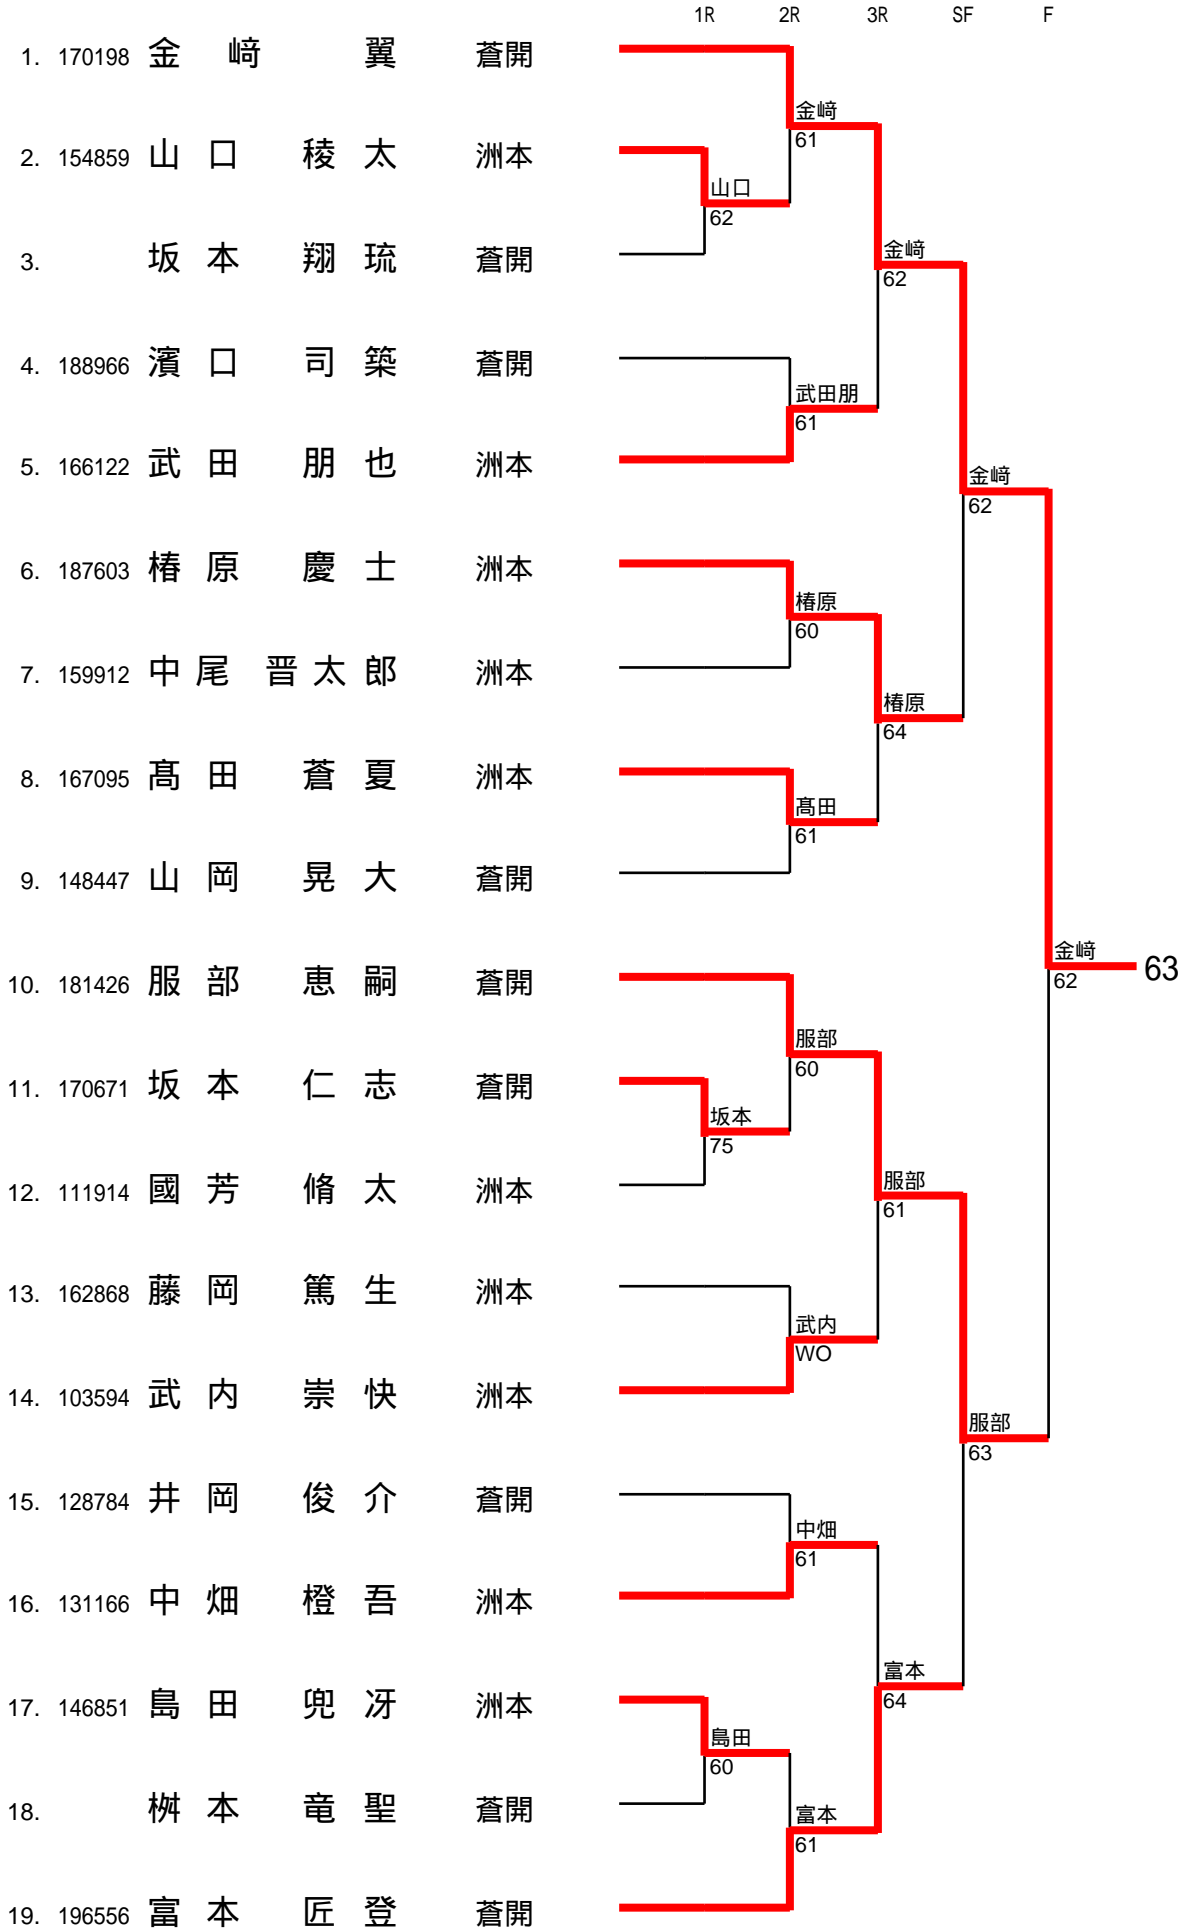 1R 2R 3R SF F
1. 170198 金﨑 翼 蒼開
金﨑
61
2. 154859 山口 稜太 洲本
山口
62
3. 坂本 翔琉 蒼開
金﨑
62
4. 188966 濱口 司築 蒼開
武田朋
61
5. 166122 武田 朋也 洲本
金﨑
62
6. 187603 椿原 慶士 洲本
椿原
60
7. 159912 中尾 晋太郎 洲本
椿原
64
8. 167095 髙田 蒼夏 洲本
髙田
61
9. 148447 山岡 晃大 蒼開
金﨑
62
63
10. 181426 服部 恵嗣 蒼開
服部
60
11. 170671 坂本 仁志 蒼開
坂本
75
12. 111914 國芳 脩太 洲本
服部
61
13. 162868 藤岡 篤生 洲本
武内
WO
14. 103594 武内 崇快 洲本
服部
63
15. 128784 井岡 俊介 蒼開
中畑
61
16. 131166 中畑 橙吾 洲本
富本
64
17. 146851 島田 兜冴 洲本
島田
60
18. 桝本 竜聖 蒼開
富本
61
19. 196556 富本 匠登 蒼開